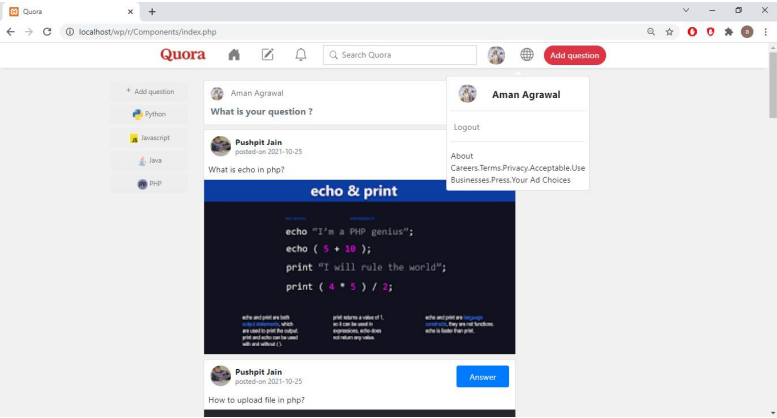 Quora
localhost/wp/r/Components/index.php
Quora
Search Quora
Add question
+ Add question
Python
Javascript
Java
PHP
Aman Agrawal
What is your question ?
Aman Agrawal
Logout
About
Careers.Terms.Privacy.Acceptable.Use
Businesses.Press.Your Ad Choices
Pushpit Jain
posted-on 2021-10-25
What is echo in php?
echo & print
echo “I'm a PHP genius”;
echo ( 5 + 10 );
print “I will rule the world”;
print ( 4 * 5 ) / 2;
echo and print are both
output statements, which
are used to print the output.
print and echo can be used
with and without ( ).
print returns a value of 1,
so it can be used in
expressions, echo does
not return any value.
echo and print are language
constructs, they are not functions.
echo is faster than print.
Pushpit Jain
posted-on 2021-10-25
Answer
How to upload file in php?